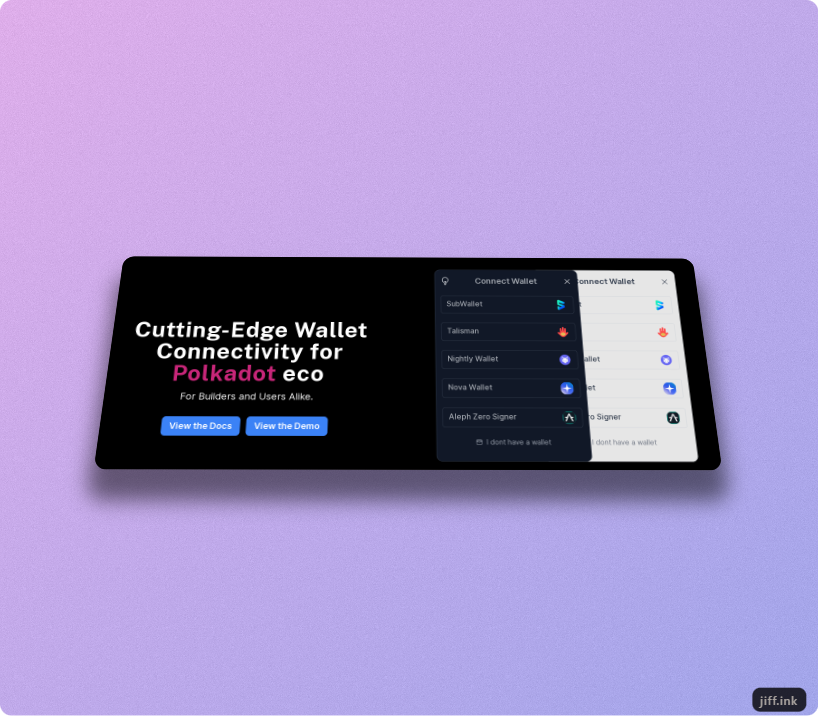 Cutting-Edge Wallet
Connectivity for
Polkadot eco
For Builders and Users Alike.
View the Docs
View the Demo
Connect Wallet
SubWallet
Talisman
Nightly Wallet
Nova Wallet
Aleph Zero Signer
I dont have a wallet
onnect Wallet
t
allet
et
ro Signer
I dont have a wallet
jiff.ink